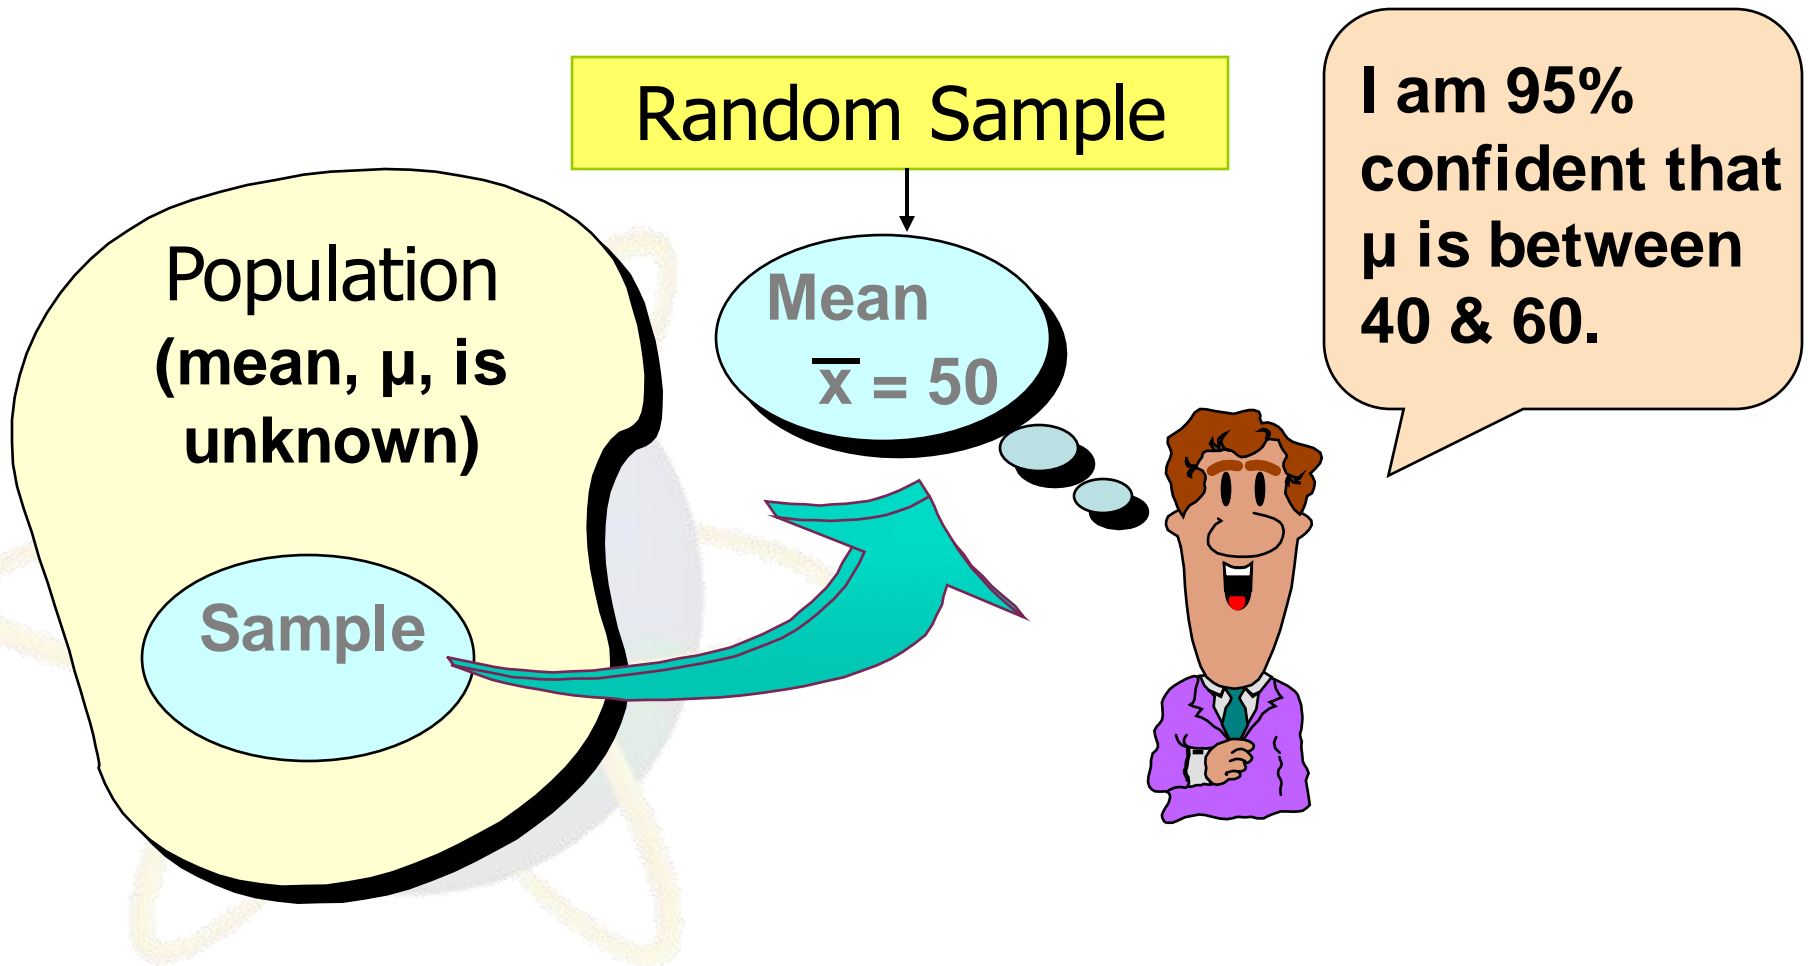 Random Sample
Population
(mean, μ, is
unknown)
Sample
Mean
x̅ = 50
I am 95%
confident that
μ is between
40 & 60.